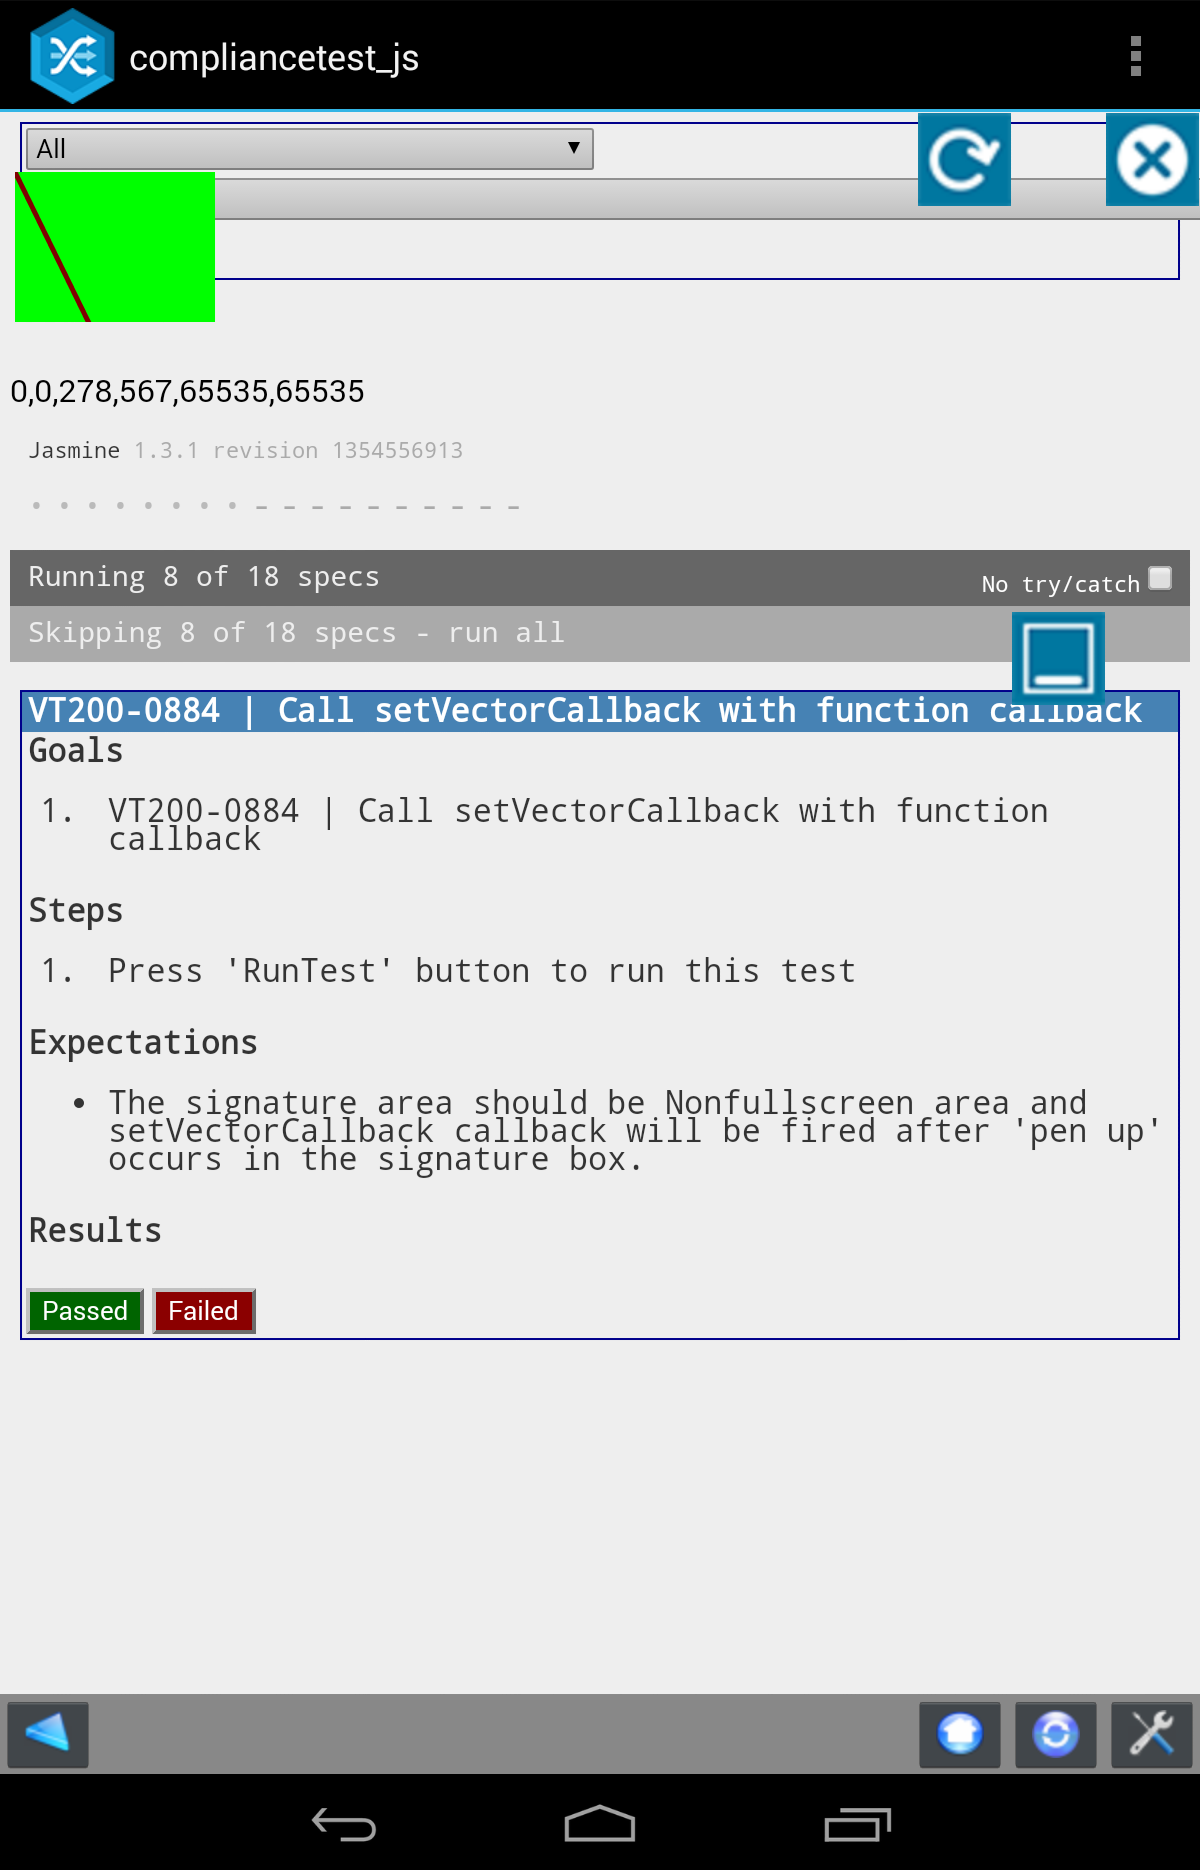 compliancetest_js
All
0,0,278,567,65535,65535
Jasmine 1.3.1 revision 1354556913
Running 8 of 18 specs
No try/catch
Skipping 8 of 18 specs - run all
VT200-0884 | Call setVectorCallback with function callback
Goals
1. VT200-0884 | Call setVectorCallback with function
callback
Steps
1. Press 'RunTest' button to run this test
Expectations
• The signature area should be Nonfullscreen area and
setVectorCallback callback will be fired after 'pen up'
occurs in the signature box.
Results
Passed Failed